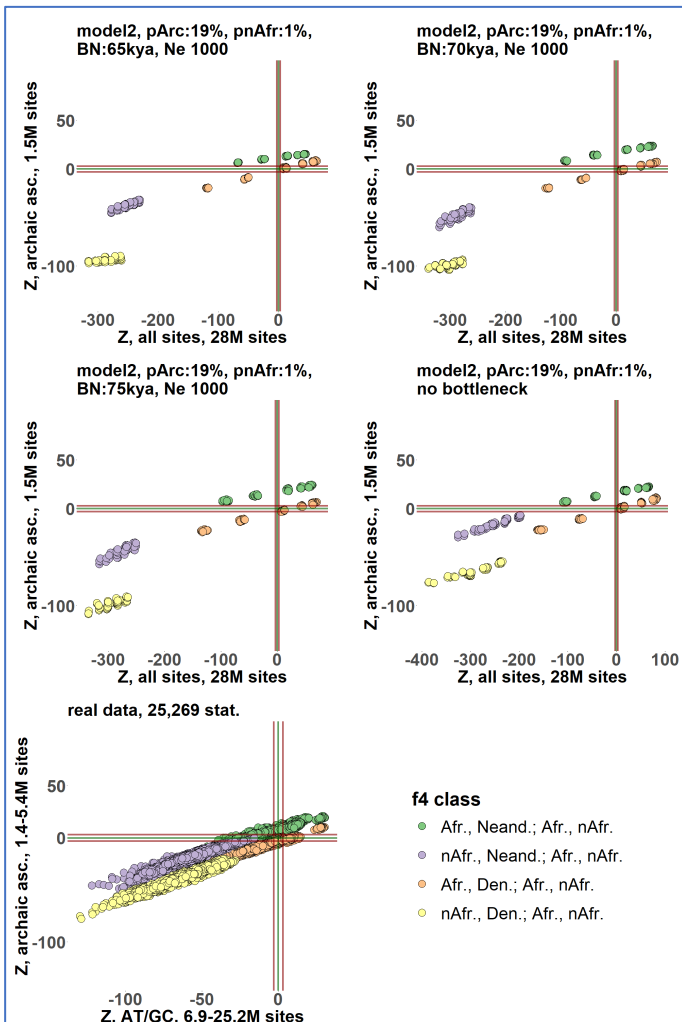 model2, pArc:19%, pnAfr:1%,
BN:65kya, Ne 1000
Z, archaic asc., 1.5M sites
50
0
-100
-300
-200
-100
0
Z, all sites, 28M sites
model2, pArc:19%, pnAfr:1%,
BN:70kya, Ne 1000
Z, archaic asc., 1.5M sites
50
0
-100
-300
-200
-100
0
Z, all sites, 28M sites
model2, pArc:19%, pnAfr:1%,
BN:75kya, Ne 1000
Z, archaic asc., 1.5M sites
50
0
-100
-300
-200
-100
0
Z, all sites, 28M sites
model2, pArc:19%, pnAfr:1%,
no bottleneck
Z, archaic asc., 1.5M sites
50
0
-100
-400
-300
-200
-100
0
100
Z, all sites, 28M sites
real data, 25,269 stat.
Z, archaic asc., 1.4-5.4M sites
50
0
-100
-100
-50
0
Z, AT/GC, 6.9-25.2M sites
f4 class
Afr., Neand.; Afr., nAfr.
nAfr., Neand.; Afr., nAfr.
Afr., Den.; Afr., nAfr.
nAfr., Den.; Afr., nAfr.